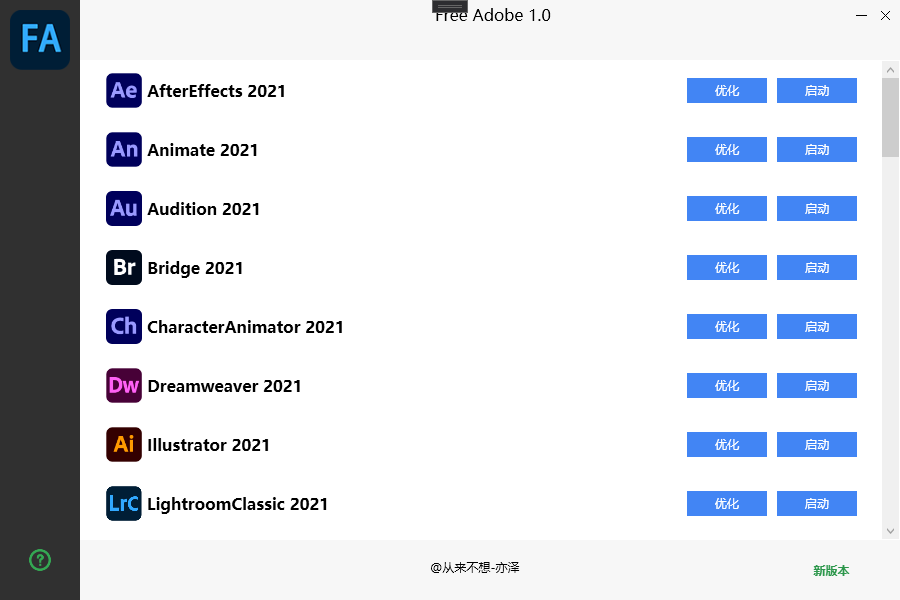 FA
Free Adobe 1.0
Ae AfterEffects 2021 优化 启动
An Animate 2021 优化 启动
Au Audition 2021 优化 启动
Br Bridge 2021 优化 启动
Ch CharacterAnimator 2021 优化 启动
Dw Dreamweaver 2021 优化 启动
Ai Illustrator 2021 优化 启动
LrC LightroomClassic 2021 优化 启动
?
@从来不想-亦泽
新版本